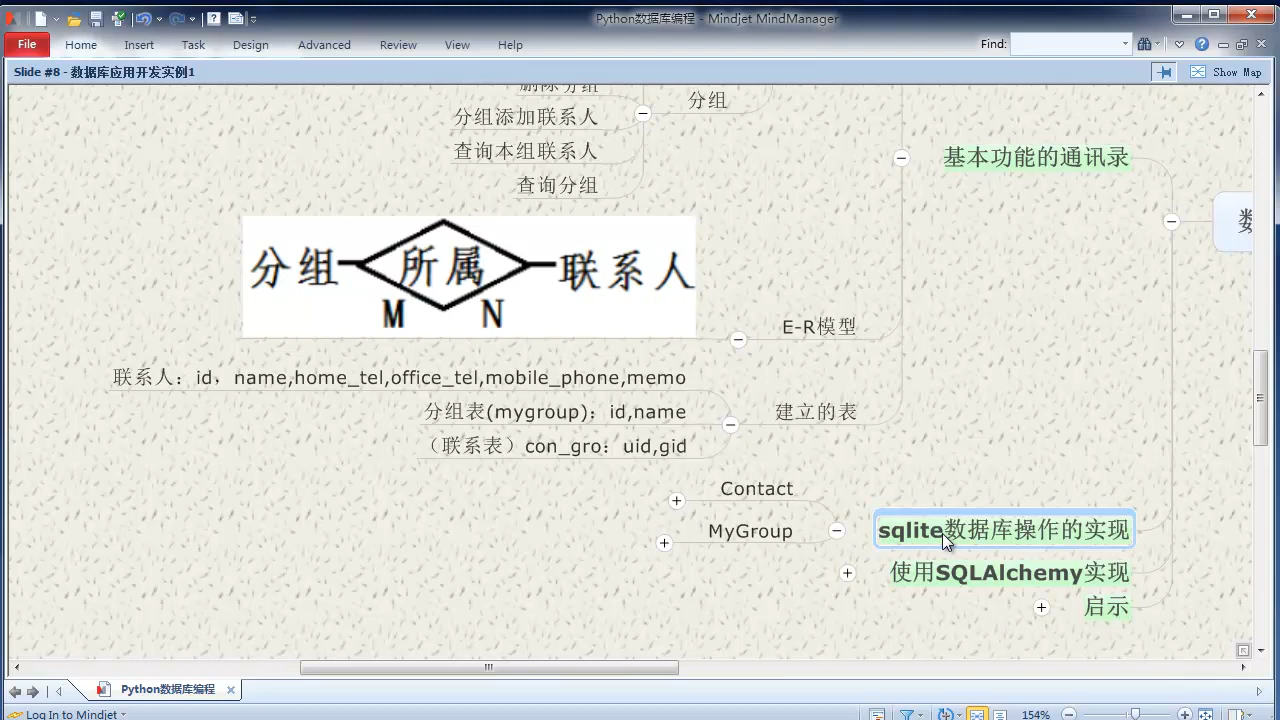 Python数据库编程 - Mindjet MindManager
File Home Insert Task Design Advanced Review View Help Find:
Slide #8 - 数据库应用开发实例1 Show Map
删除分组
分组添加联系人
查询本组联系人
查询分组
分组
基本功能的通讯录
分组 所属 联系人
M N
E-R模型
联系人：id，name,home_tel,office_tel,mobile_phone,memo
分组表(mygroup)：id,name
（联系表）con_gro：uid,gid
建立的表
Contact
MyGroup
sqlite数据库操作的实现
使用SQLAlchemy实现
启示
Python数据库编程
Log In to Mindjet 154%